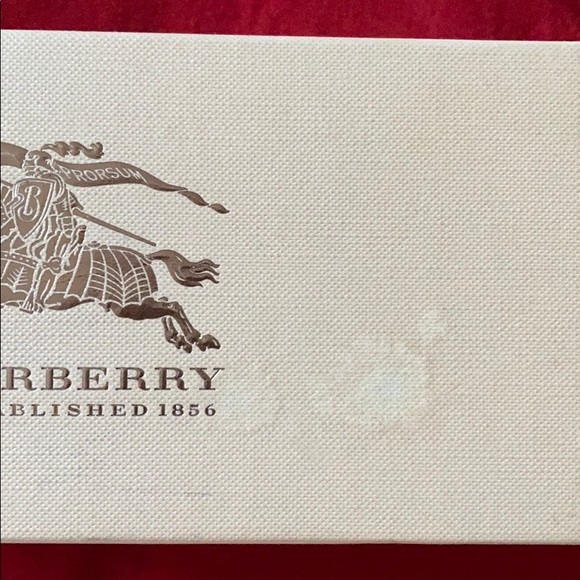 PRORSUM
B
RBERRY
ABLISHED 1856